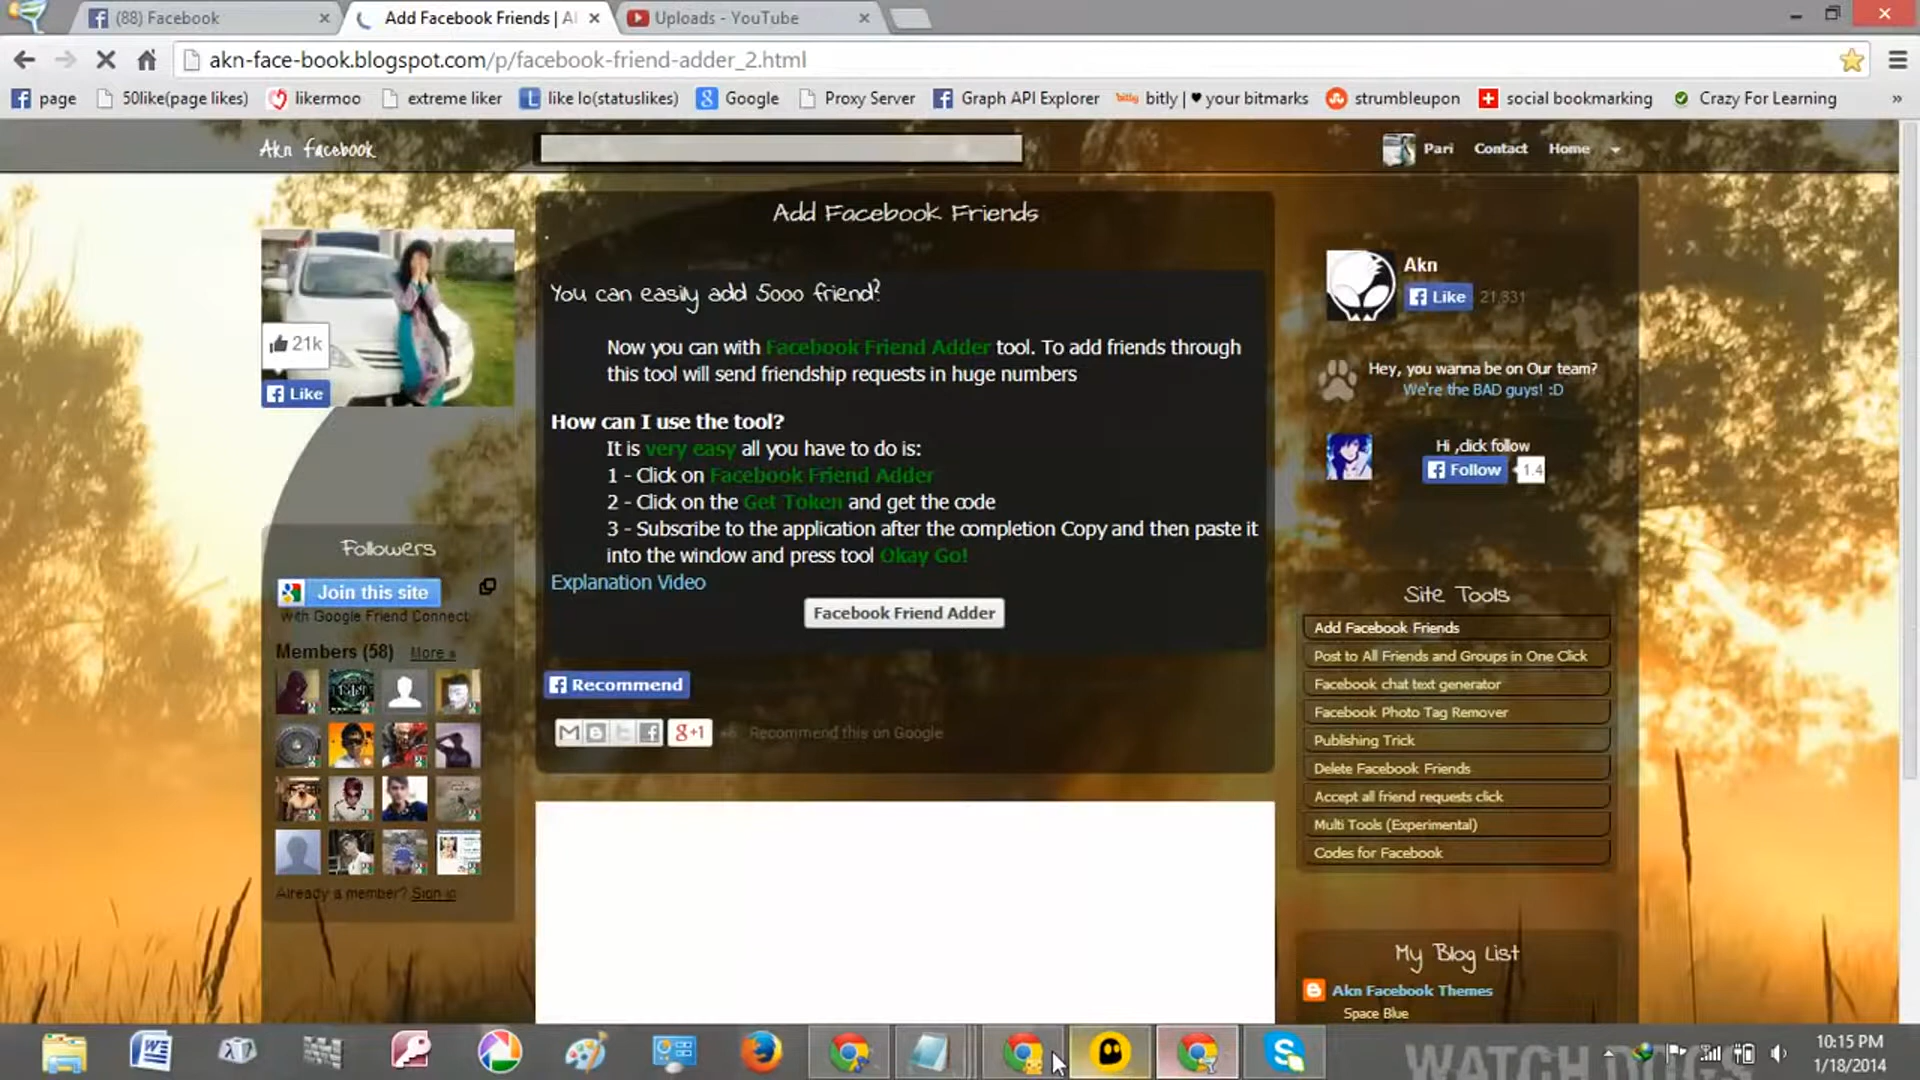 (88) Facebook
Add Facebook Friends | A
Uploads - YouTube
akn-face-book.blogspot.com/p/facebook-friend-adder_2.html
page
50like(page likes)
likermoo
extreme liker
like lo(statuslikes)
Google
Proxy Server
Graph API Explorer
bitly bitly | ♥ your bitmarks
strumbleupon
social bookmarking
Crazy For Learning
»
Akn facebook
Pari
Contact
Home
Add Facebook Friends
You can easily add 5000 friend?
Now you can with Facebook Friend Adder tool. To add friends through
this tool will send friendship requests in huge numbers
How can I use the tool?
It is very easy all you have to do is:
1 - Click on Facebook Friend Adder
2 - Click on the Get Token and get the code
3 - Subscribe to the application after the completion Copy and then paste it
into the window and press tool Okay Go!
Explanation Video
Facebook Friend Adder
Recommend
g+1
Recommend this on Google
21k
Like
Followers
Join this site
with Google Friend Connect
Members (58) More »
Already a member? Sign in
Akn
Like 21,331
Hey, you wanna be on Our team?
We're the BAD guys! :D
Hi ,click follow
Follow 1.4
Site Tools
Add Facebook Friends
Post to All Friends and Groups in One Click
Facebook chat text generator
Facebook Photo Tag Remover
Publishing Trick
Delete Facebook Friends
Accept all friend requests click
Multi Tools (Experimental)
Codes for Facebook
My Blog List
Akn Facebook Themes
Space Blue
WATCH DOGS
10:15 PM
1/18/2014